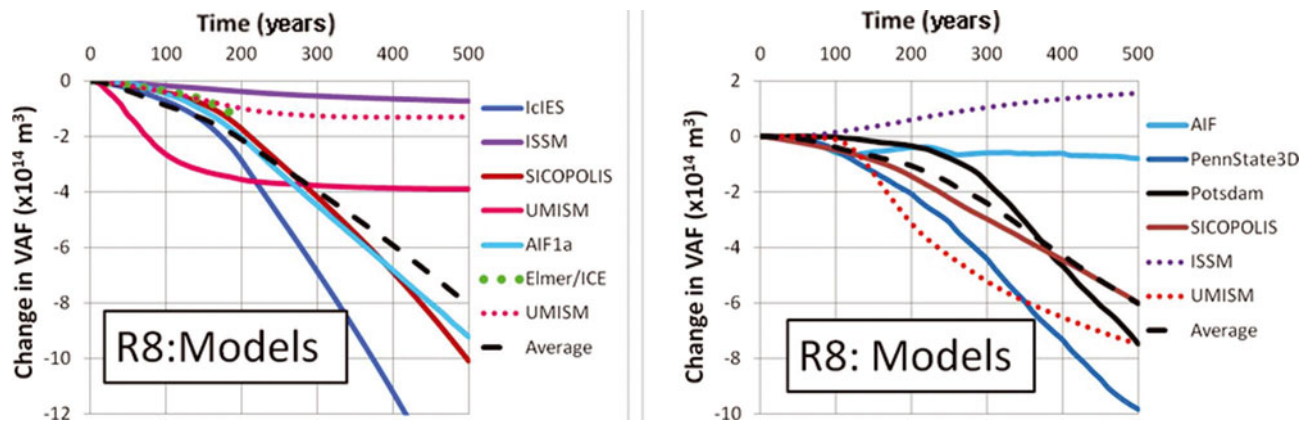 Time (years)
0 100 200 300 400 500
Change in VAF (x10¹⁴ m³)
0
-2
-4
-6
-8
-10
-12
IcIES
ISSM
SICOPOLIS
UMISM
AIF1a
Elmer/ICE
UMISM
Average
R8:Models
Time (years)
0 100 200 300 400 500
Change in VAF (x10¹⁴ m³)
2
0
-2
-4
-6
-8
-10
AIF
PennState3D
Potsdam
SICOPOLIS
ISSM
UMISM
Average
R8: Models